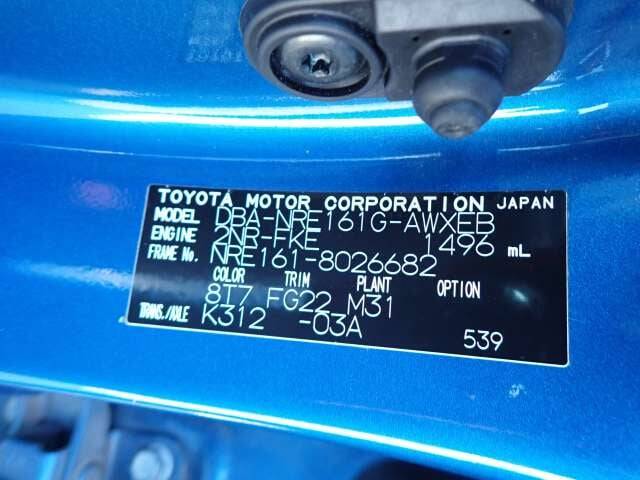 TOYOTA MOTOR CORPORATION JAPAN
MODEL DBA-NRE161G-AWXEB
ENGINE 2NR-FKE 1496 mL
FRAME No. NRE161-8026682
COLOR TRIM PLANT OPTION
8I7 FG22 M31
TRANS./AXLE K312 -03A
539